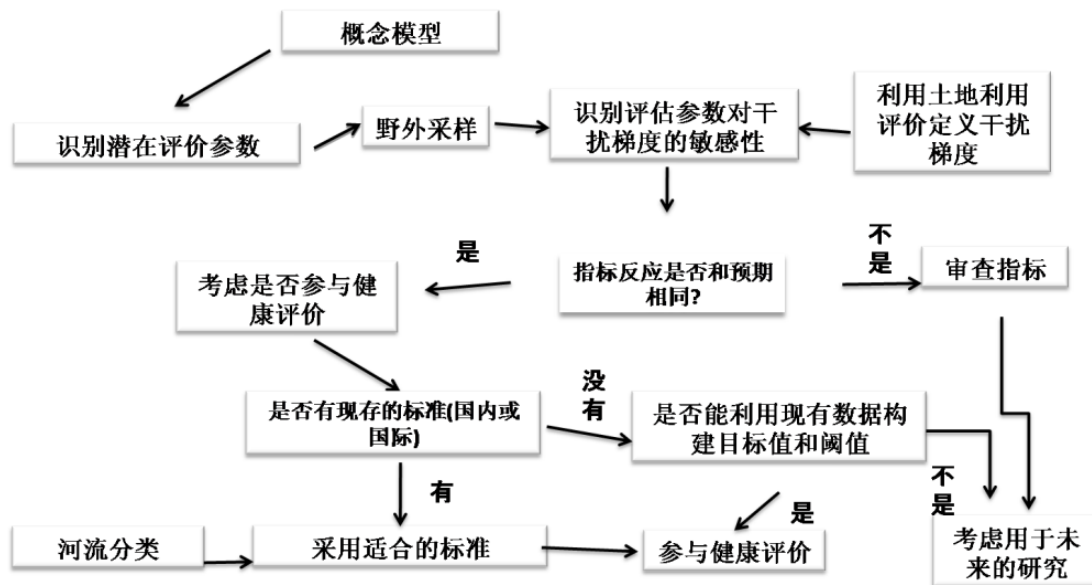 概念模型
识别潜在评价参数
野外采样
识别评估参数对干
扰梯度的敏感性
利用土地利用
评价定义干扰
梯度
是
不
是
考虑是否参与健
康评价
指标反应是否和预期
相同?
审查指标
是否有现存的标准(国内或
国际)
没
有
是否能利用现有数据构
建目标值和阈值
有
是
不
是
河流分类
采用适合的标准
参与健康评价
考虑用于未
来的研究